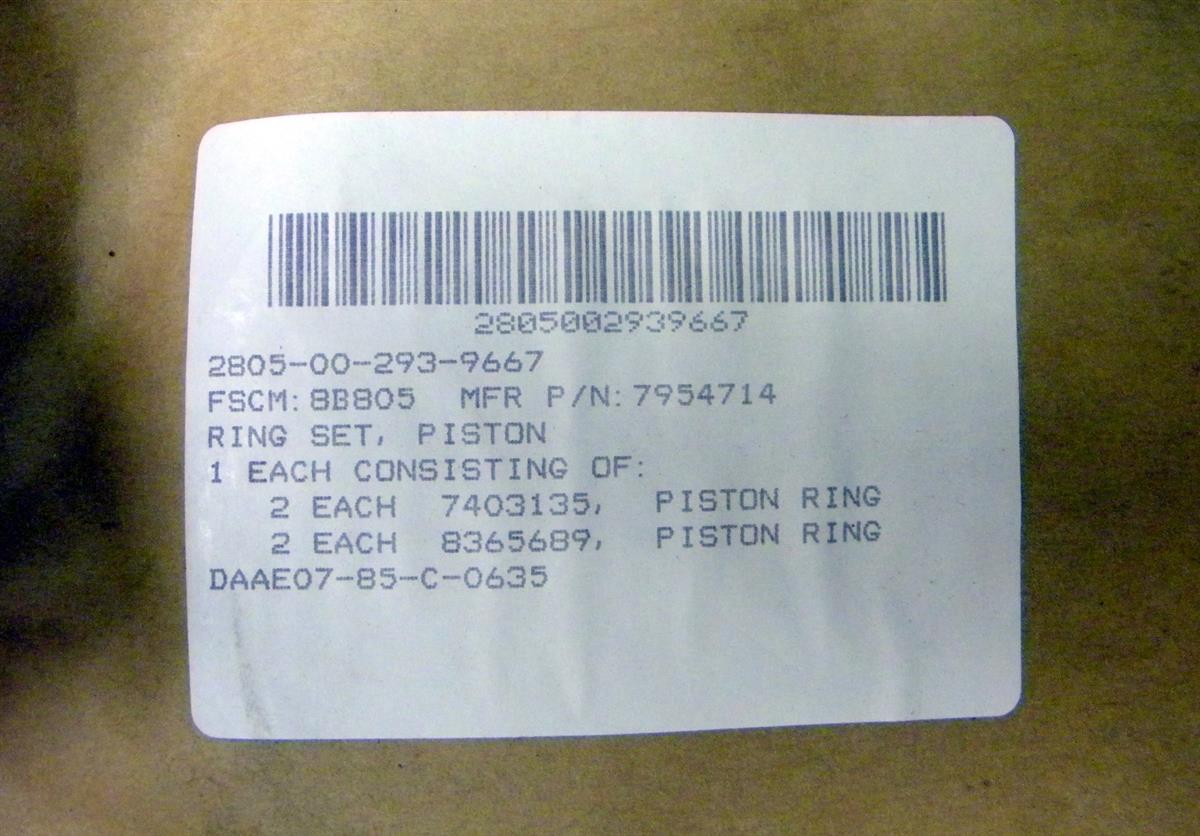 2805002939667
2805-00-293-9667
FSCM: 8B805 MFR P/N: 7954714
RING SET, PISTON
1 EACH CONSISTING OF:
2 EACH 7403135, PISTON RING
2 EACH 8365689, PISTON RING
DAAE07-85-C-0635